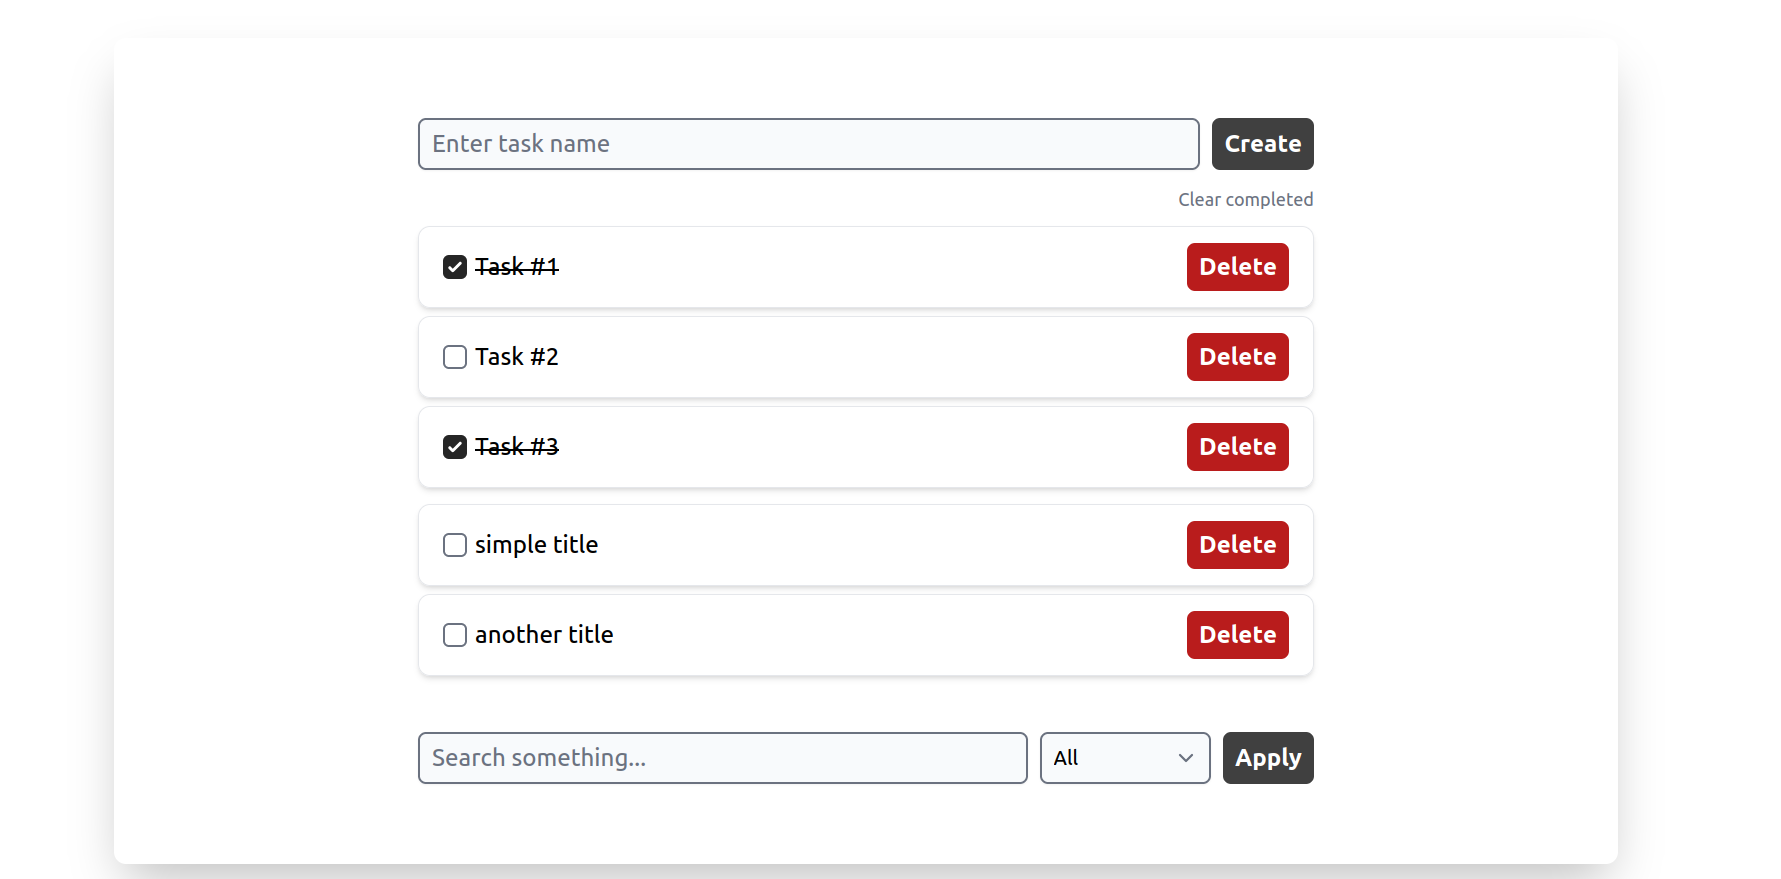 Enter task name Create
Clear completed
Task #1 Delete
Task #2 Delete
Task #3 Delete
simple title Delete
another title Delete
Search something... All Apply